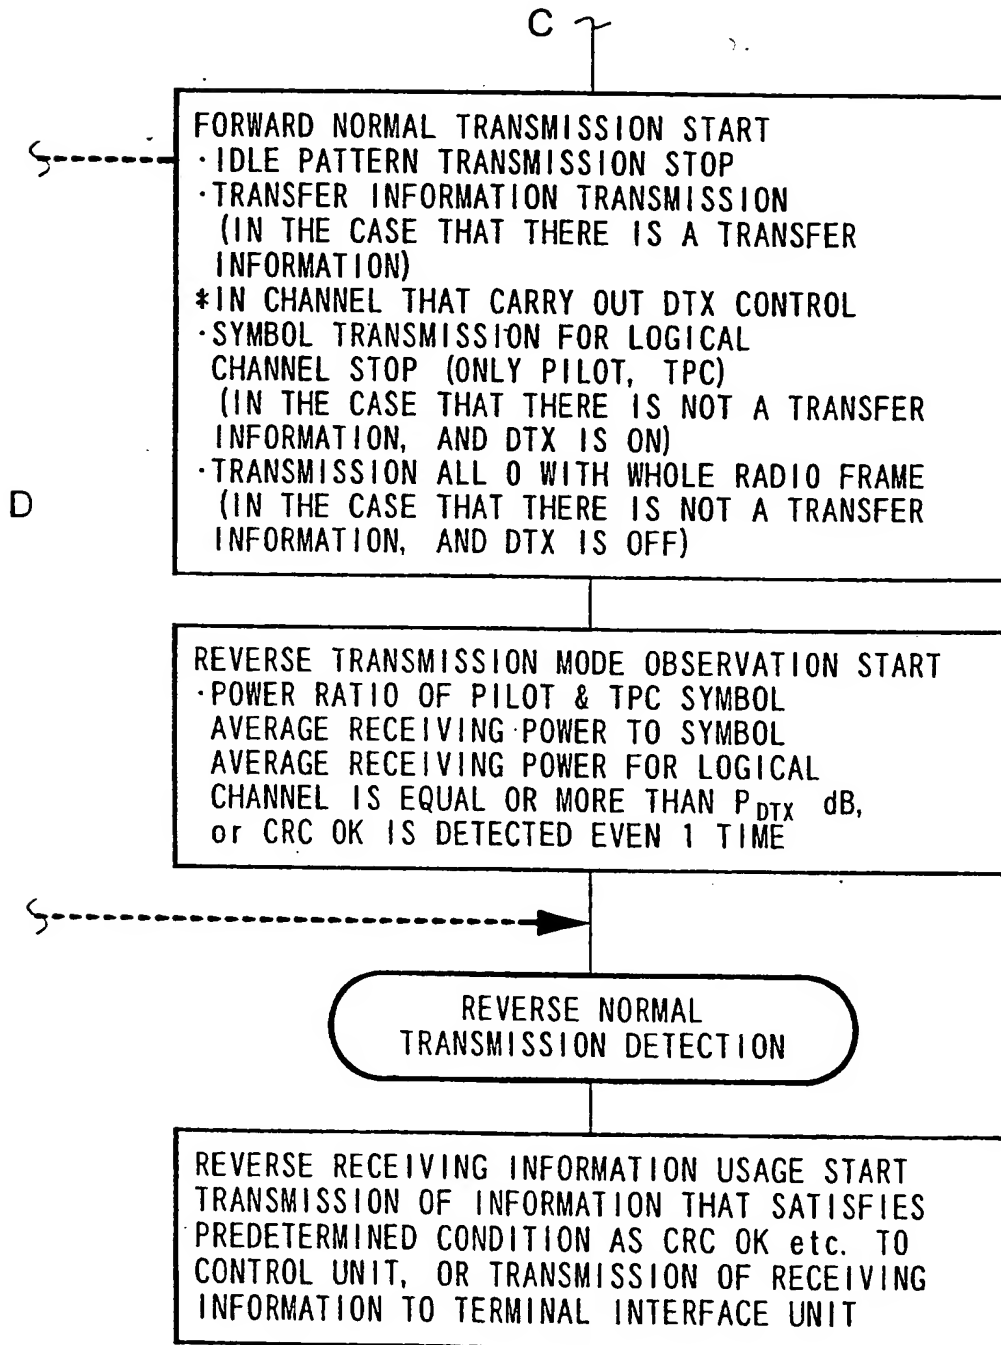 C
FORWARD NORMAL TRANSMISSION START
·IDLE PATTERN TRANSMISSION STOP
·TRANSFER INFORMATION TRANSMISSION
(IN THE CASE THAT THERE IS A TRANSFER
INFORMATION)
*IN CHANNEL THAT CARRY OUT DTX CONTROL
·SYMBOL TRANSMISSION FOR LOGICAL
CHANNEL STOP (ONLY PILOT, TPC)
(IN THE CASE THAT THERE IS NOT A TRANSFER
INFORMATION, AND DTX IS ON)
·TRANSMISSION ALL 0 WITH WHOLE RADIO FRAME
(IN THE CASE THAT THERE IS NOT A TRANSFER
INFORMATION, AND DTX IS OFF)
D
REVERSE TRANSMISSION MODE OBSERVATION START
·POWER RATIO OF PILOT & TPC SYMBOL
AVERAGE RECEIVING POWER TO SYMBOL
AVERAGE RECEIVING POWER FOR LOGICAL
CHANNEL IS EQUAL OR MORE THAN PDTX dB,
or CRC OK IS DETECTED EVEN 1 TIME
REVERSE NORMAL
TRANSMISSION DETECTION
REVERSE RECEIVING INFORMATION USAGE START
TRANSMISSION OF INFORMATION THAT SATISFIES
PREDETERMINED CONDITION AS CRC OK etc. TO
CONTROL UNIT, OR TRANSMISSION OF RECEIVING
INFORMATION TO TERMINAL INTERFACE UNIT